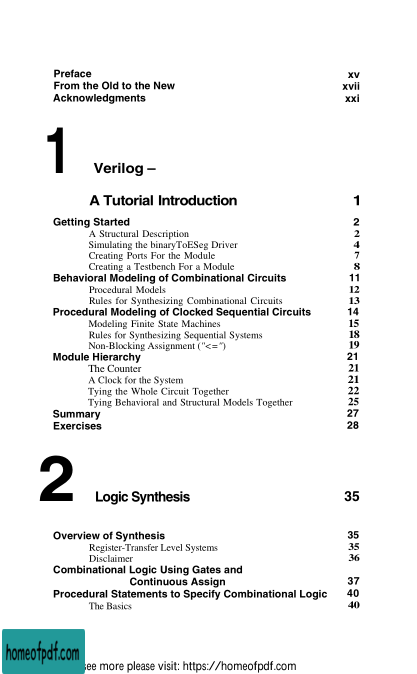 Preface xv
From the Old to the New xvii
Acknowledgments xxi
1 Verilog –
A Tutorial Introduction 1
Getting Started 2
A Structural Description 2
Simulating the binaryToESeg Driver 4
Creating Ports For the Module 7
Creating a Testbench For a Module 8
Behavioral Modeling of Combinational Circuits 11
Procedural Models 12
Rules for Synthesizing Combinational Circuits 13
Procedural Modeling of Clocked Sequential Circuits 14
Modeling Finite State Machines 15
Rules for Synthesizing Sequential Systems 18
Non-Blocking Assignment ("<=") 19
Module Hierarchy 21
The Counter 21
A Clock for the System 21
Tying the Whole Circuit Together 22
Tying Behavioral and Structural Models Together 25
Summary 27
Exercises 28
2 Logic Synthesis 35
Overview of Synthesis 35
Register-Transfer Level Systems 35
Disclaimer 36
Combinational Logic Using Gates and
Continuous Assign 37
Procedural Statements to Specify Combinational Logic 40
The Basics 40
homeofpdf.com
see more please visit: https://homeofpdf.com